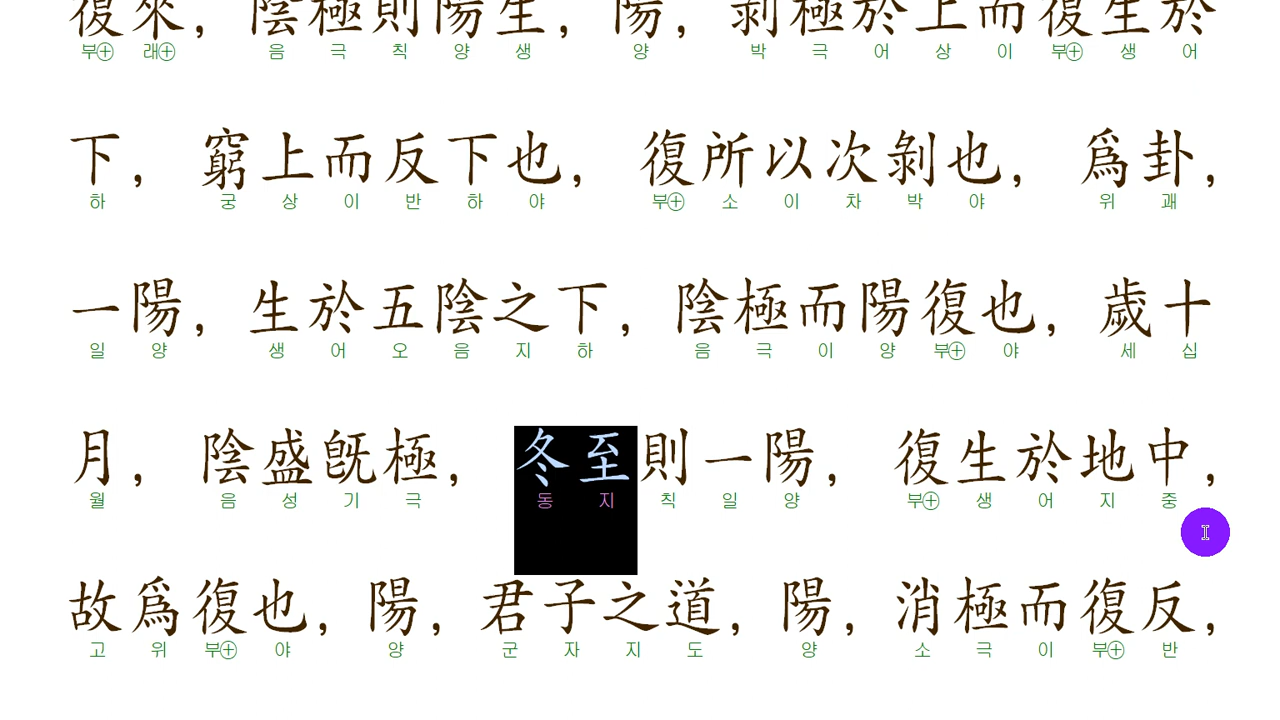 復來, 陰極則陽生, 陽, 剝極於上而復生於
부⊕ 래⊕ 음 극 칙 양 생 양 박 극 어 상 이 부⊕ 생 어
下, 窮上而反下也, 復所以次剝也, 爲卦,
하 궁 상 이 반 하 야 부⊕ 소 이 차 박 야 위 괘
一陽, 生於五陰之下, 陰極而陽復也, 歲十
일 양 생 어 오 음 지 하 음 극 이 양 부⊕ 야 세 십
月, 陰盛旣極, 冬至則一陽, 復生於地中,
월 음 성 기 극 동 지 칙 일 양 부⊕ 생 어 지 중
故爲復也, 陽, 君子之道, 陽, 消極而復反,
고 위 부⊕ 야 양 군 자 지 도 양 소 극 이 부⊕ 반